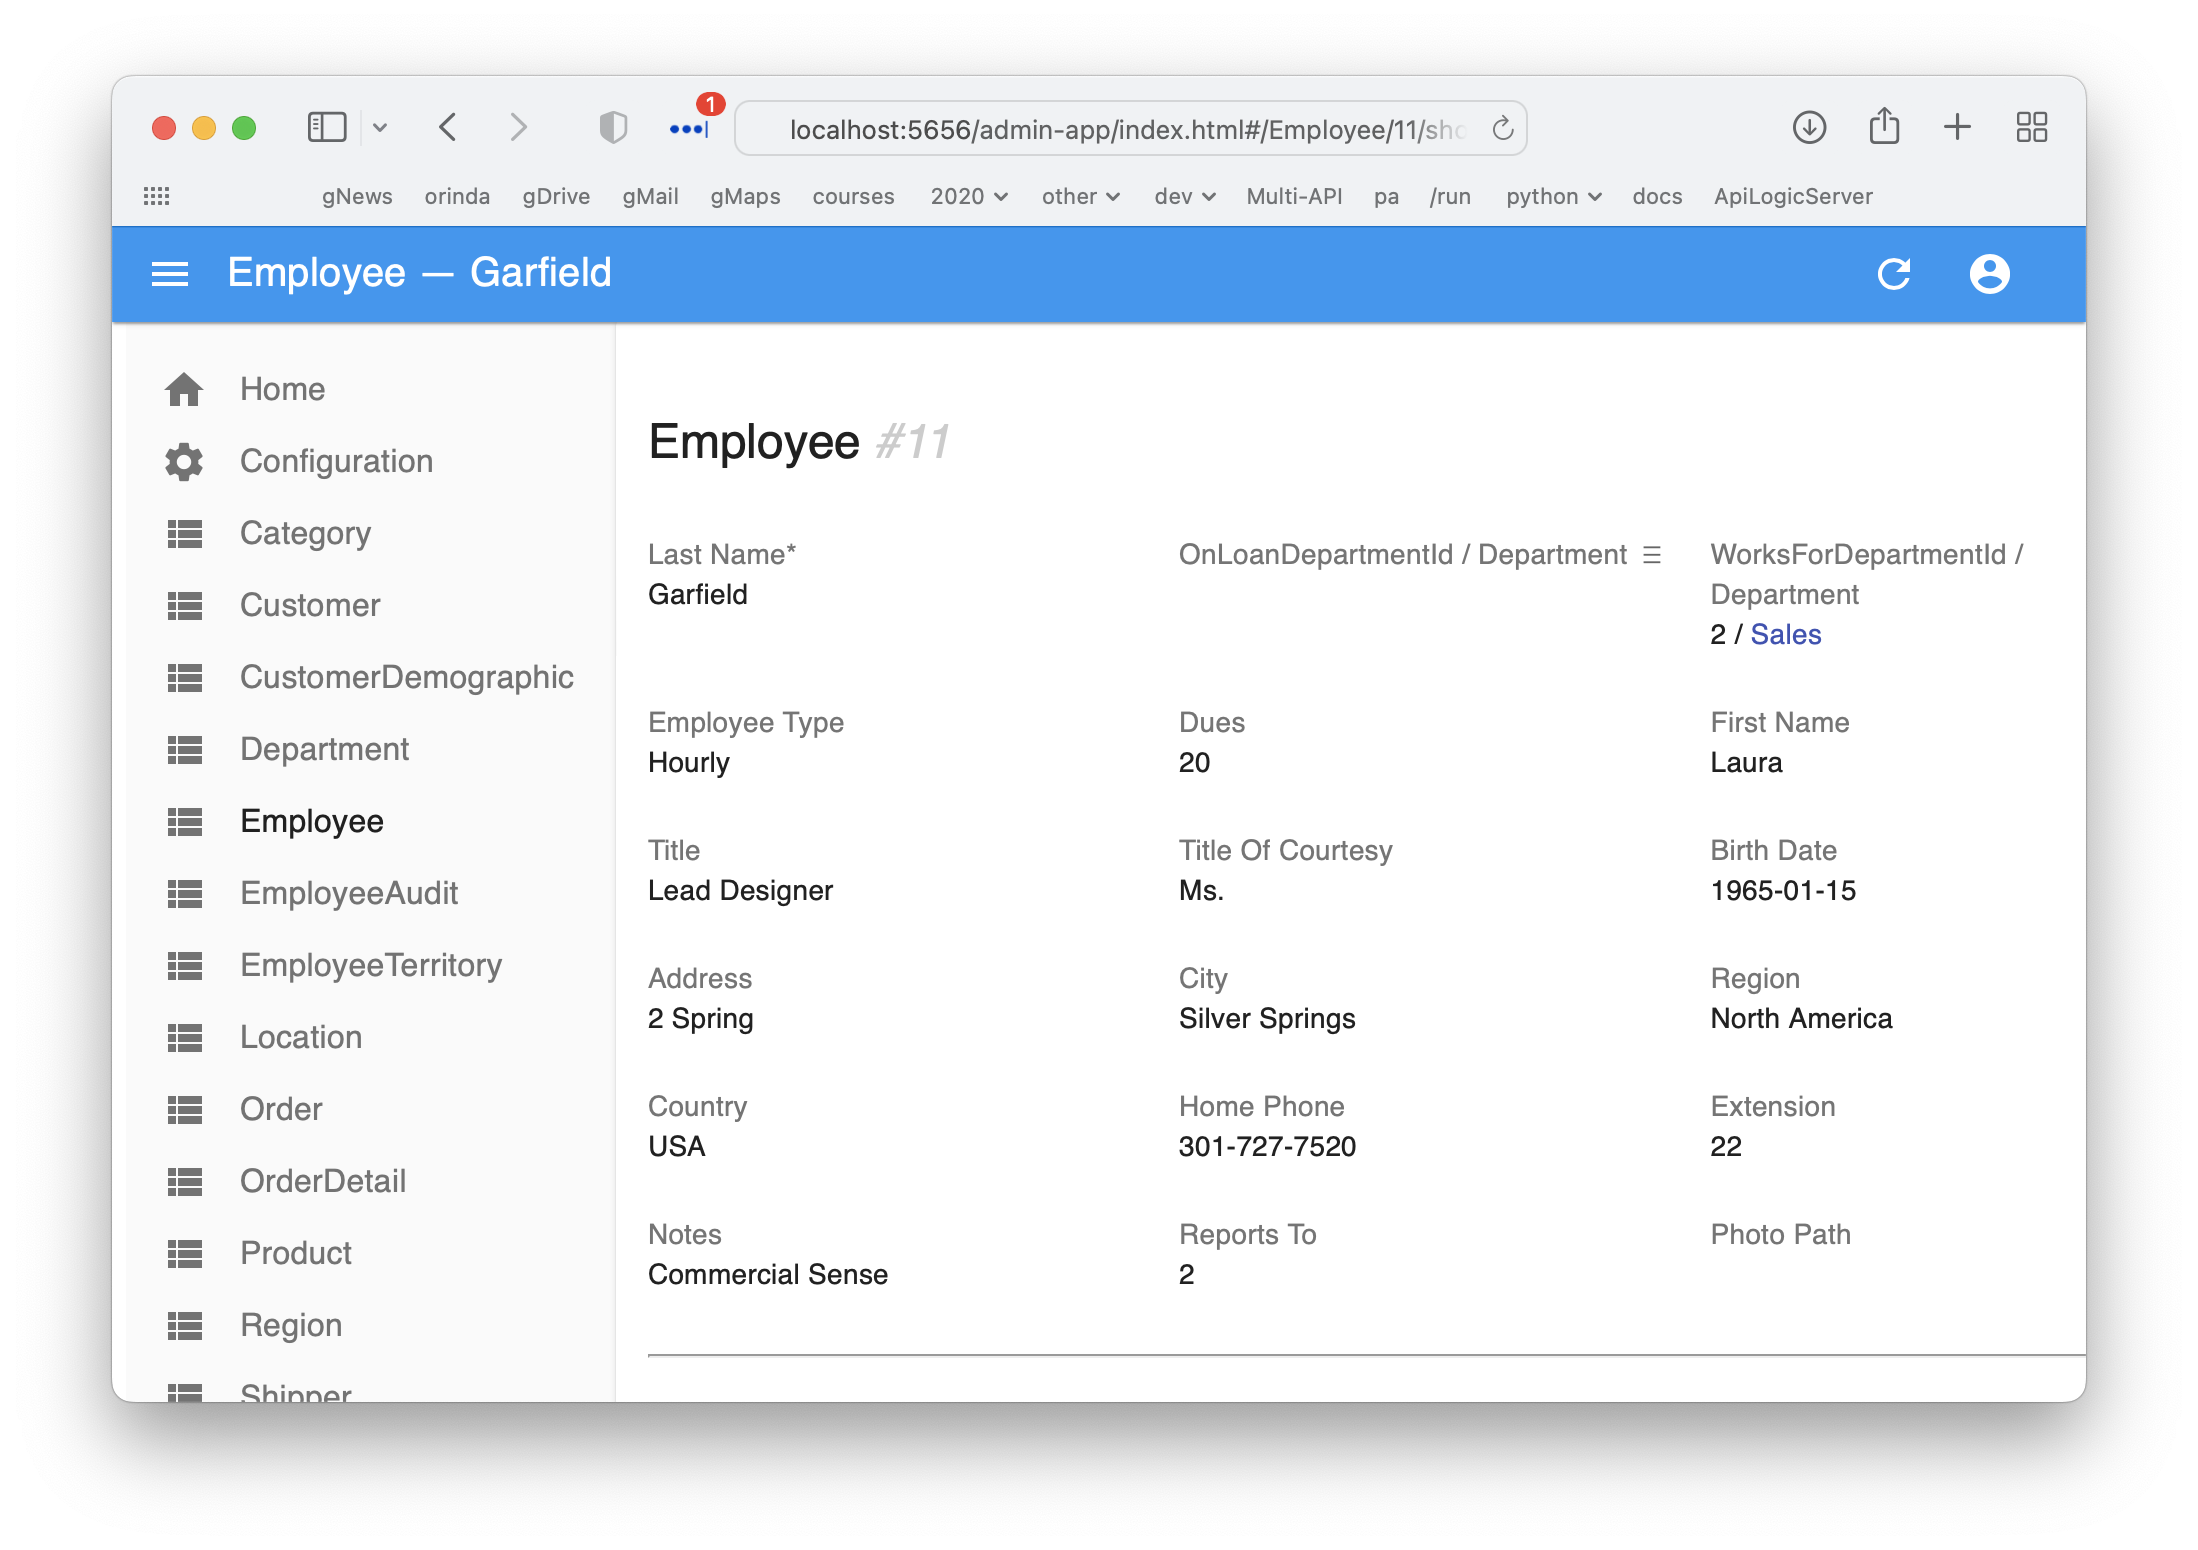 1
localhost:5656/admin-app/index.html#/Employee/11/sho
gNews orinda gDrive gMail gMaps courses 2020 other dev Multi-API pa /run python docs ApiLogicServer
Employee — Garfield
Home
Configuration
Category
Customer
CustomerDemographic
Department
Employee
EmployeeAudit
EmployeeTerritory
Location
Order
OrderDetail
Product
Region
Shipper
Employee #11
Last Name*
Garfield
OnLoanDepartmentId / Department
WorksForDepartmentId /
Department
2 / Sales
Employee Type
Hourly
Dues
20
First Name
Laura
Title
Lead Designer
Title Of Courtesy
Ms.
Birth Date
1965-01-15
Address
2 Spring
City
Silver Springs
Region
North America
Country
USA
Home Phone
301-727-7520
Extension
22
Notes
Commercial Sense
Reports To
2
Photo Path